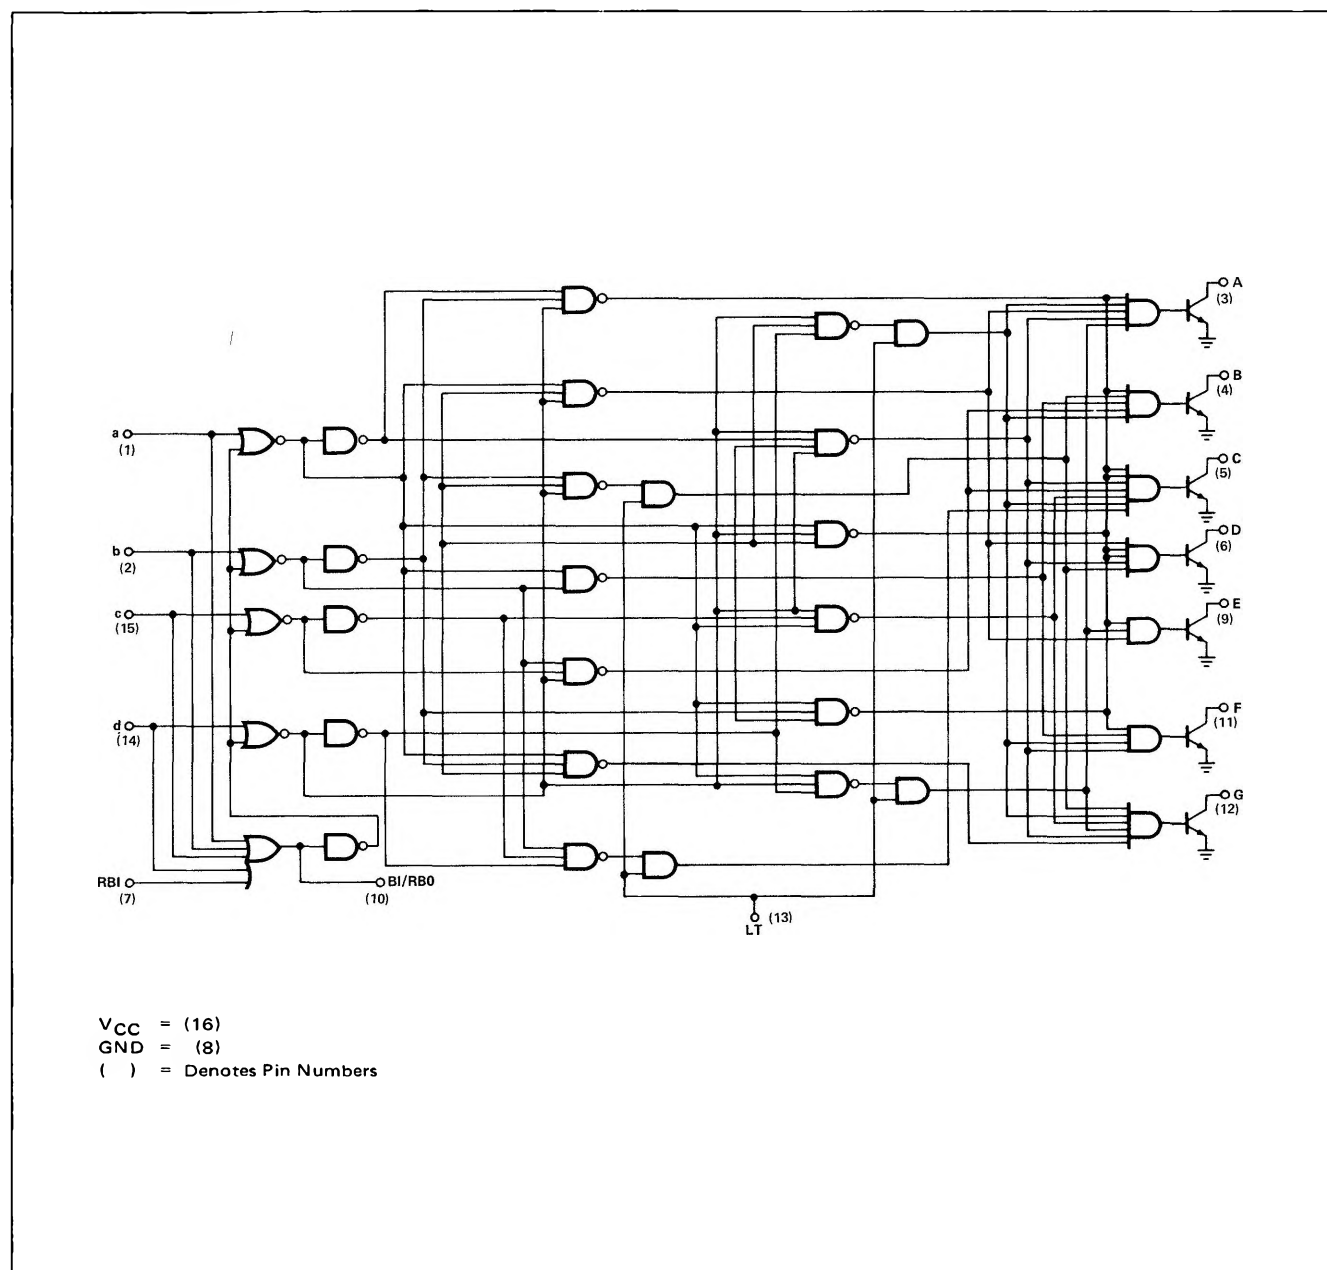 A
(3)
B
(4)
a
(1)
C
(5)
D
(6)
b
(2)
E
(9)
c
(15)
F
(11)
d
(14)
G
(12)
RBI
(7)
BI/RBO
(10)
(13)
LT
VCC = (16)
GND = (8)
( ) = Denotes Pin Numbers